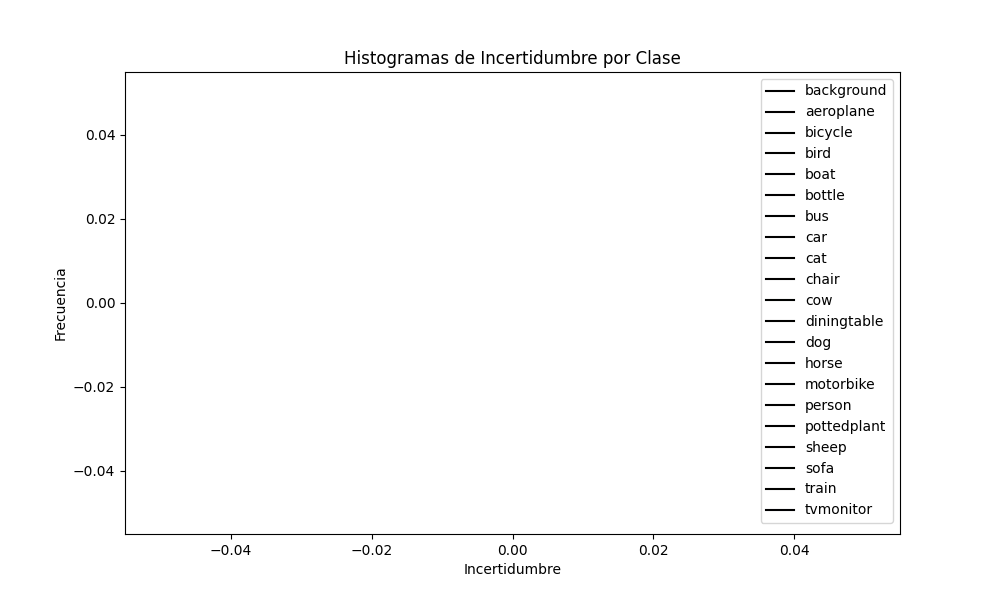 Histogramas de Incertidumbre por Clase
background
aeroplane
bicycle
bird
boat
bottle
bus
car
cat
chair
cow
diningtable
dog
horse
motorbike
person
pottedplant
sheep
sofa
train
tvmonitor
Frecuencia
0.04
0.02
0.00
−0.02
−0.04
−0.04 −0.02 0.00 0.02 0.04
Incertidumbre